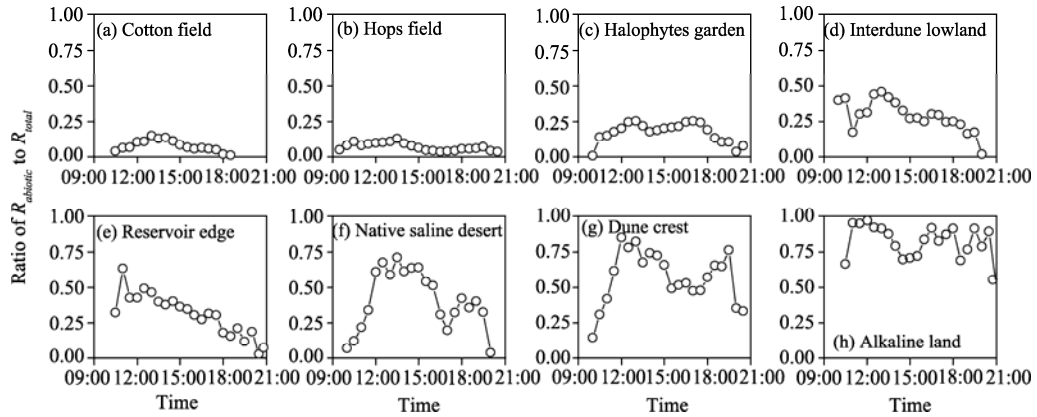 Ratio of R_abiotic to R_total
(a) Cotton field
1.00
0.75
0.50
0.25
0.00
09:00 12:00 15:00 18:00 21:00
(b) Hops field
1.00
0.75
0.50
0.25
0.00
09:00 12:00 15:00 18:00 21:00
(c) Halophytes garden
1.00
0.75
0.50
0.25
0.00
09:00 12:00 15:00 18:00 21:00
(d) Interdune lowland
1.00
0.75
0.50
0.25
0.00
09:00 12:00 15:00 18:00 21:00
(e) Reservoir edge
1.00
0.75
0.50
0.25
0.00
09:00 12:00 15:00 18:00 21:00
Time
(f) Native saline desert
1.00
0.75
0.50
0.25
0.00
09:00 12:00 15:00 18:00 21:00
Time
(g) Dune crest
1.00
0.75
0.50
0.25
0.00
09:00 12:00 15:00 18:00 21:00
Time
1.00
0.75
0.50
0.25
0.00
(h) Alkaline land
09:00 12:00 15:00 18:00 21:00
Time